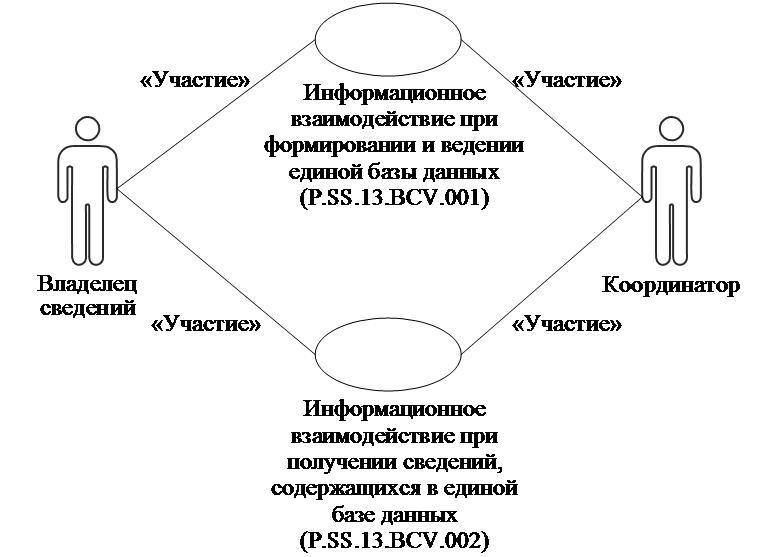 «Участие»
«Участие»
Информационное
взаимодействие при
формировании и ведении
единой базы данных
(P.SS.13.BCV.001)
Владелец
сведений
Координатор
«Участие»
«Участие»
Информационное
взаимодействие при
получении сведений,
содержащихся в единой
базе данных
(P.SS.13.BCV.002)